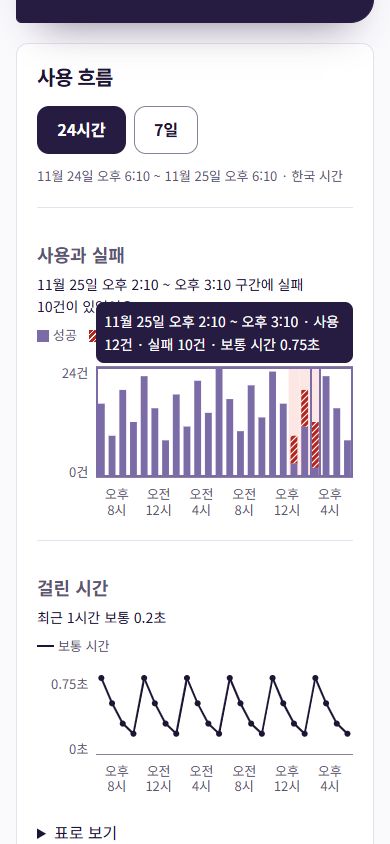 사용 흐름
24시간
7일
11월 24일 오후 6:10 ~ 11월 25일 오후 6:10 · 한국 시간
사용과 실패
11월 25일 오후 2:10 ~ 오후 3:10 구간에 실패
10건이
성공
11월 25일 오후 2:10 ~ 오후 3:10 · 사용
12건 · 실패 10건 · 보통 시간 0.75초
24건
0건
오후 오전 오전 오전 오후 오후
8시 12시 4시 8시 12시 4시
걸린 시간
최근 1시간 보통 0.2초
보통 시간
0.75초
0초
오후 오전 오전 오전 오후 오후
8시 12시 4시 8시 12시 4시
표로 보기